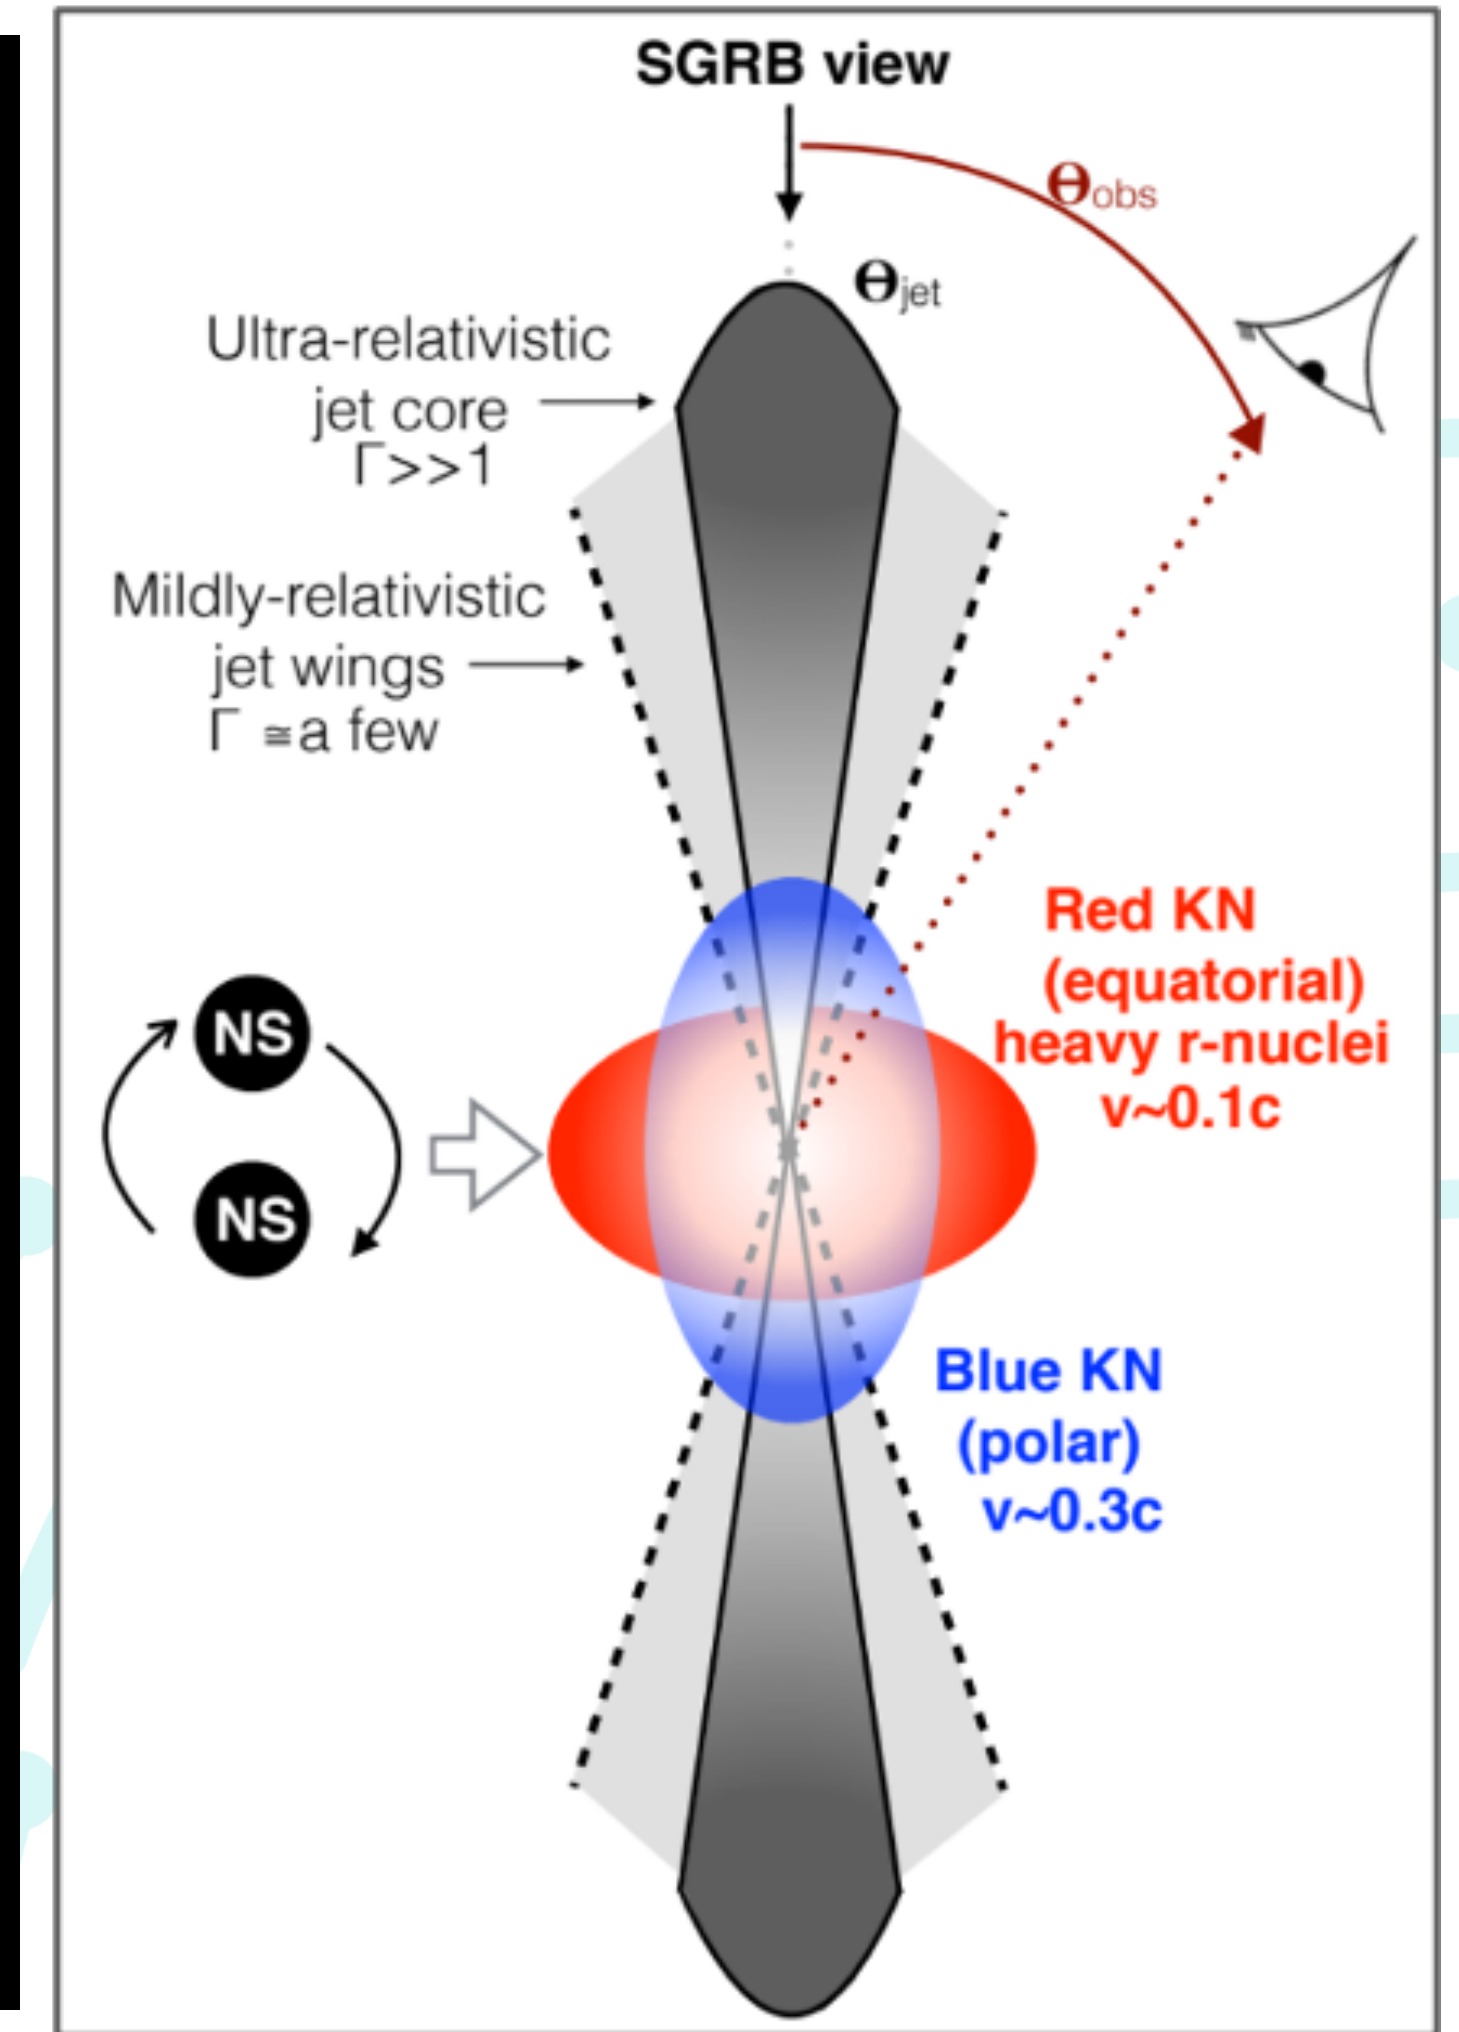 SGRB view
Θobs
Θjet
Ultra-relativistic
jet core
Γ>>1
Mildly-relativistic
jet wings
Γ ≅a few
Red KN
(equatorial)
heavy r-nuclei
v~0.1c
NS
NS
Blue KN
(polar)
v~0.3c